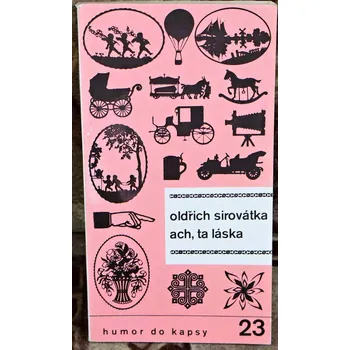 oldřich sirovátka
ach, ta láska
humor do kapsy 23